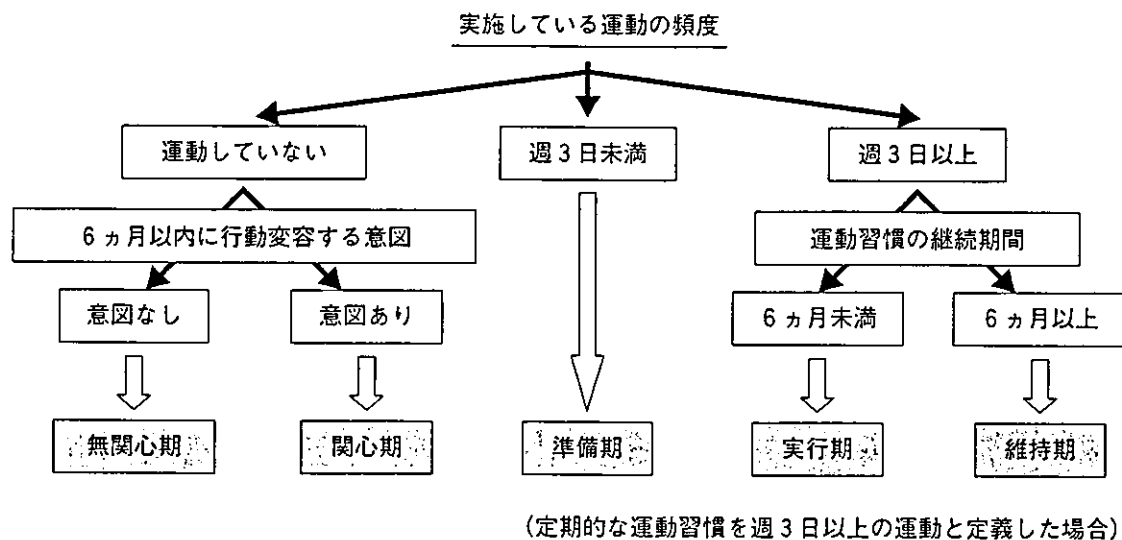 実施している運動の頻度
運動していない
週3日未満
週3日以上
6ヵ月以内に行動変容する意図
運動習慣の継続期間
意図なし
意図あり
6ヵ月未満
6ヵ月以上
無関心期
関心期
準備期
実行期
維持期
(定期的な運動習慣を週3日以上の運動と定義した場合)